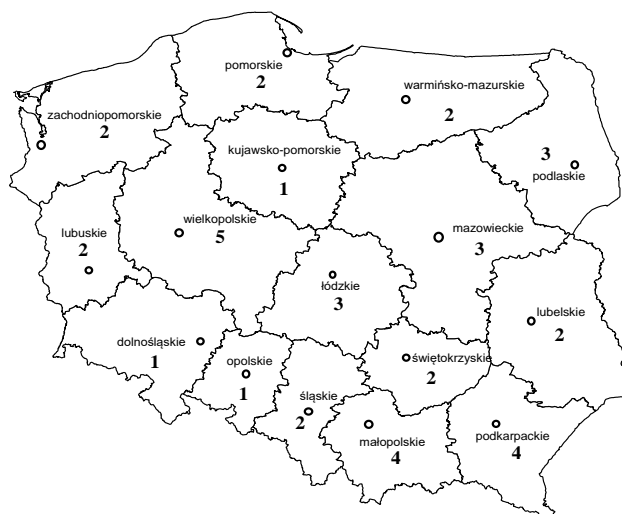 pomorskie
2
warmińsko-mazurskie
2
zachodniopomorskie
2
kujawsko-pomorskie
1
3
podlaskie
wielkopolskie
5
mazowieckie
3
lubuskie
2
łódzkie
3
lubelskie
2
dolnośląskie
1
opolskie
1
świętokrzyskie
2
śląskie
2
małopolskie
4
podkarpackie
4